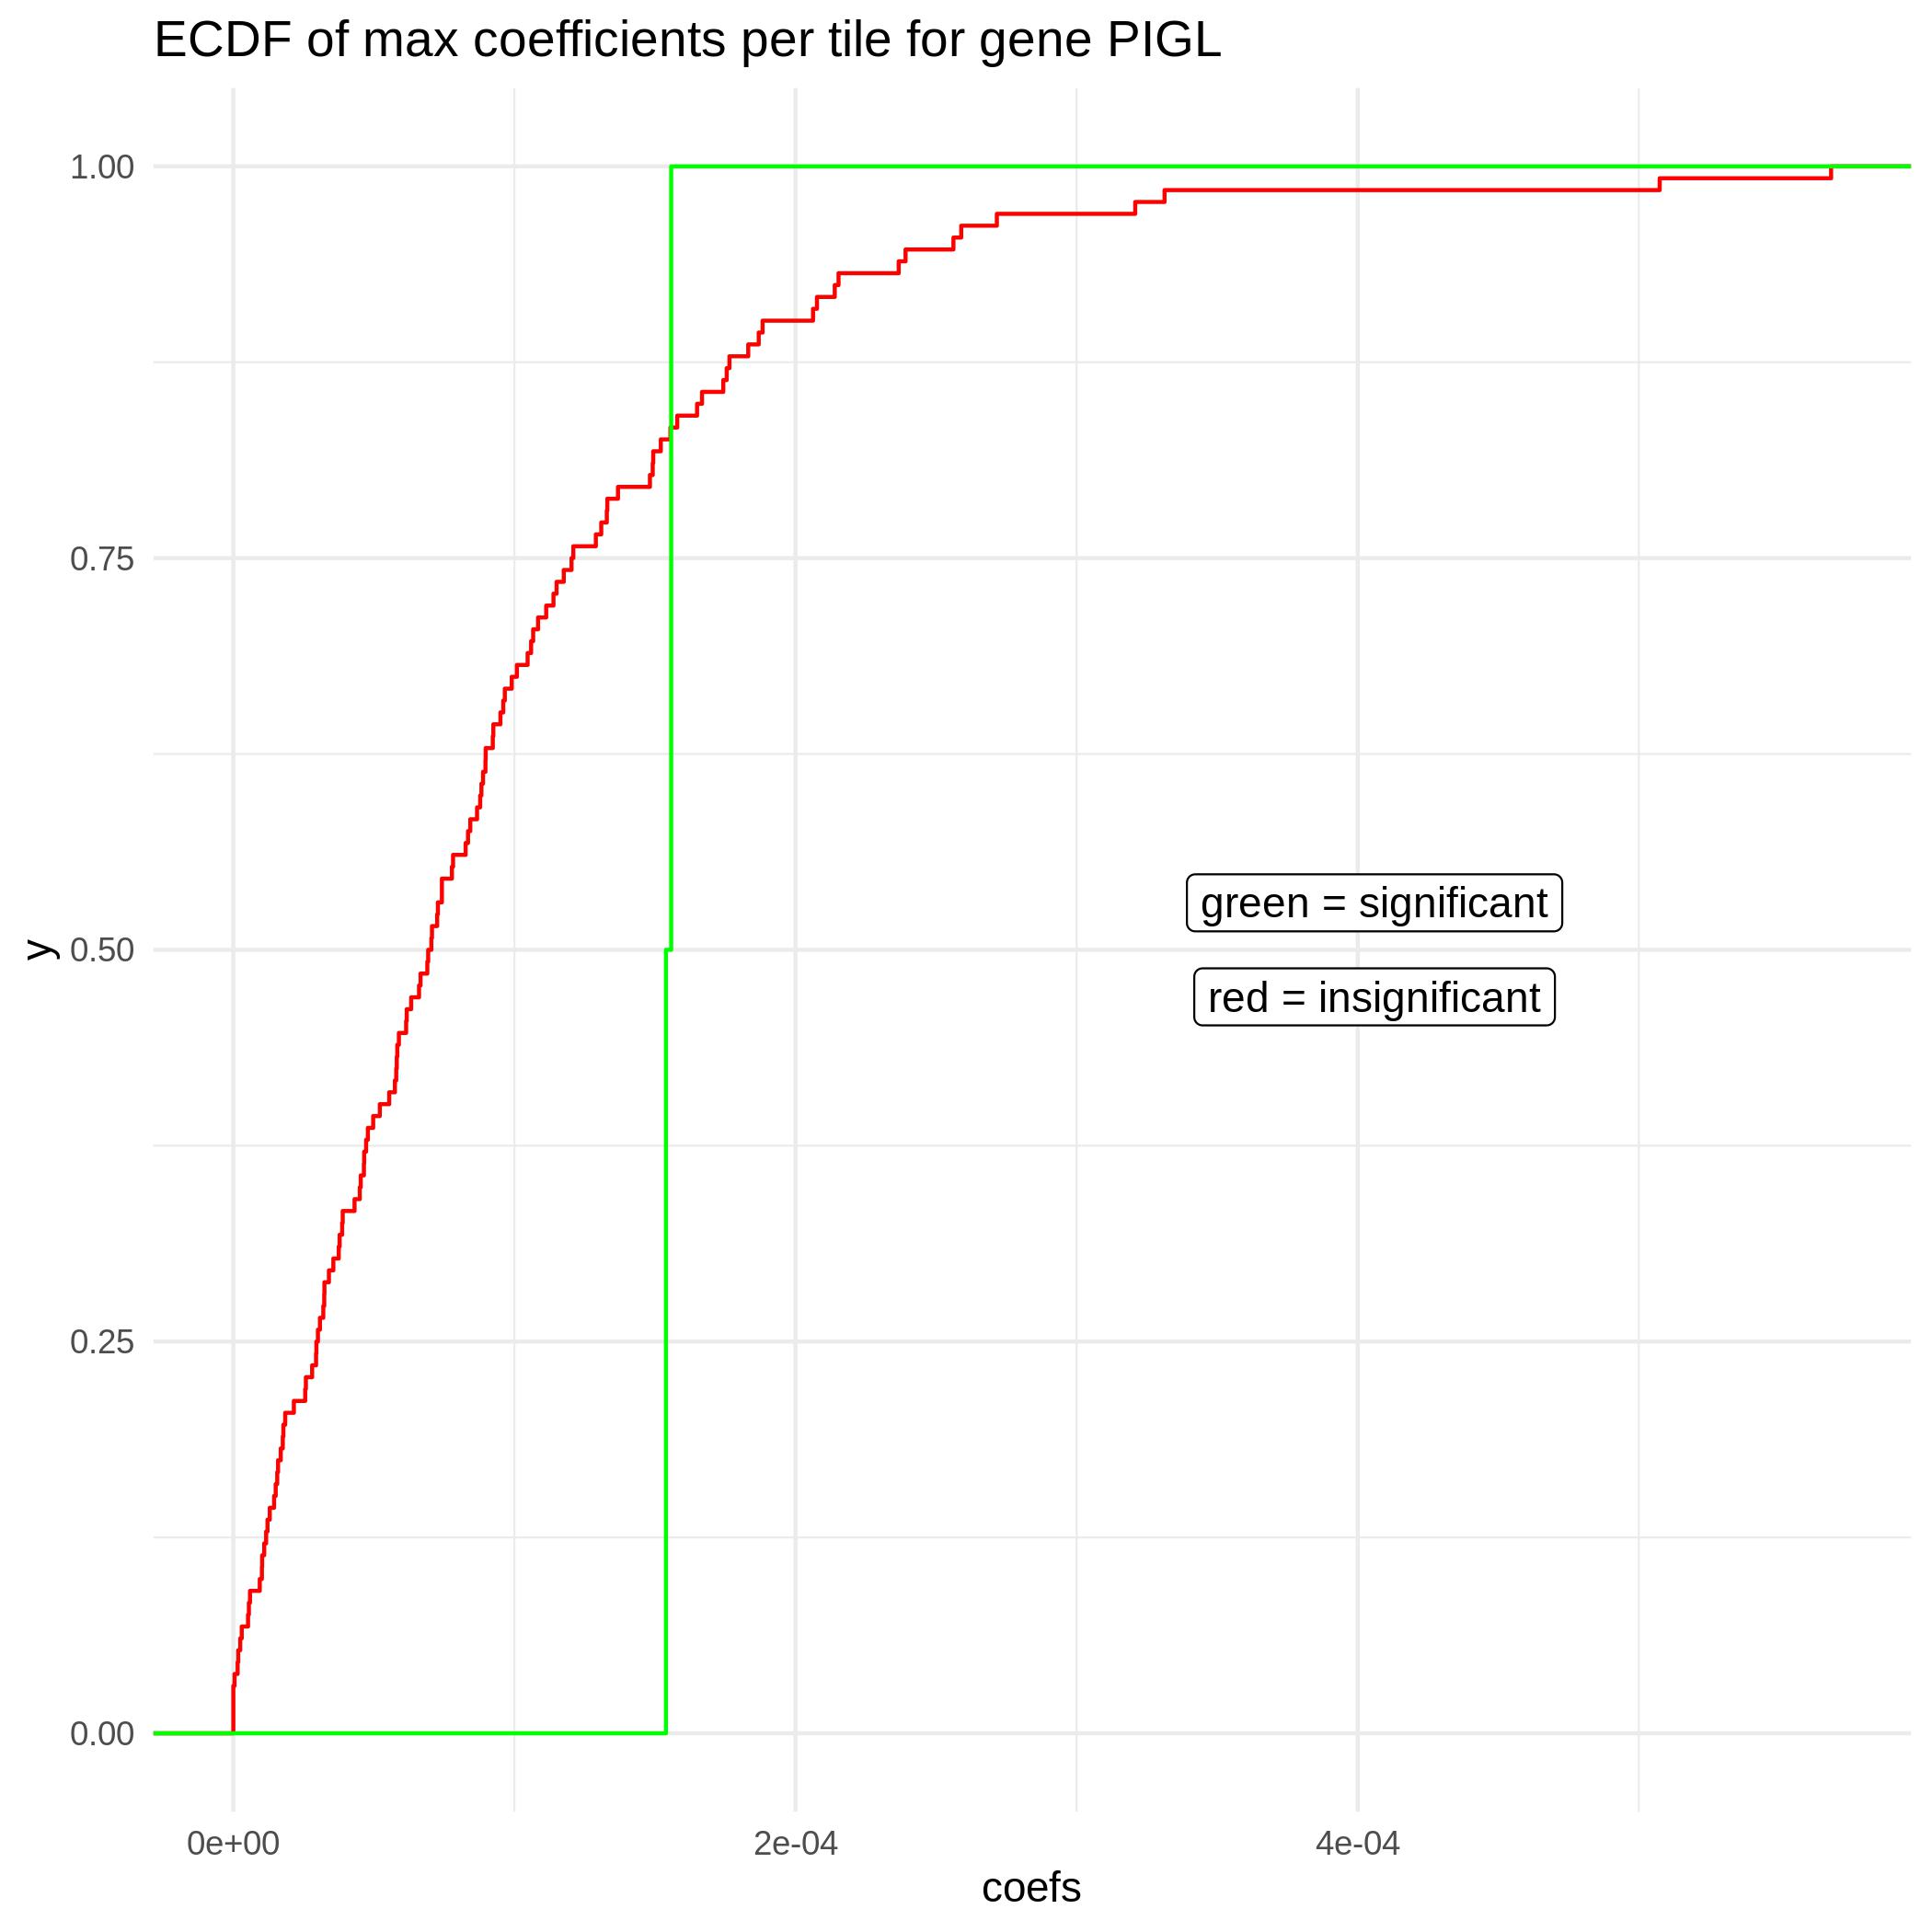 ECDF of max coefficients per tile for gene PIGL
1.00
0.75
y
0.50
0.25
0.00
green = significant
red = insignificant
0e+00 2e-04 4e-04
coefs